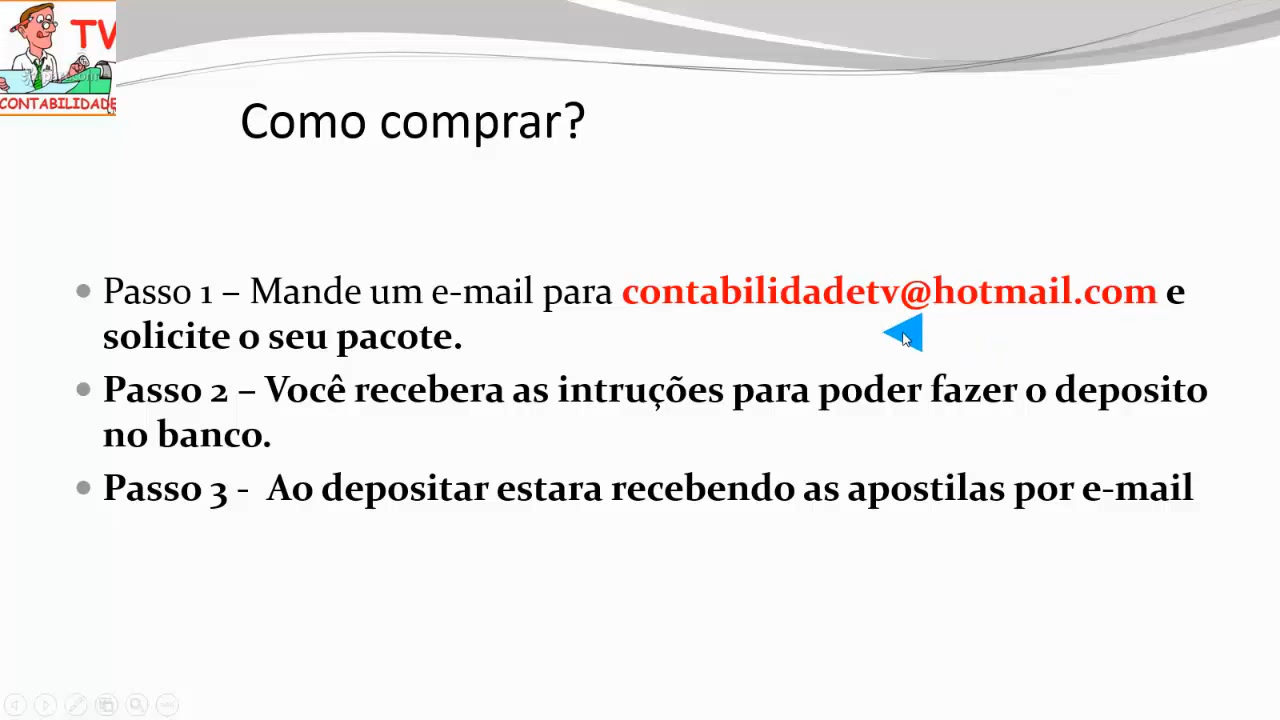 TV
CONTABILIDADE
Como comprar?
Passo 1 – Mande um e-mail para contabilidadetv@hotmail.com e
solicite o seu pacote.
Passo 2 – Você recebera as intruções para poder fazer o deposito
no banco.
Passo 3 - Ao depositar estara recebendo as apostilas por e-mail